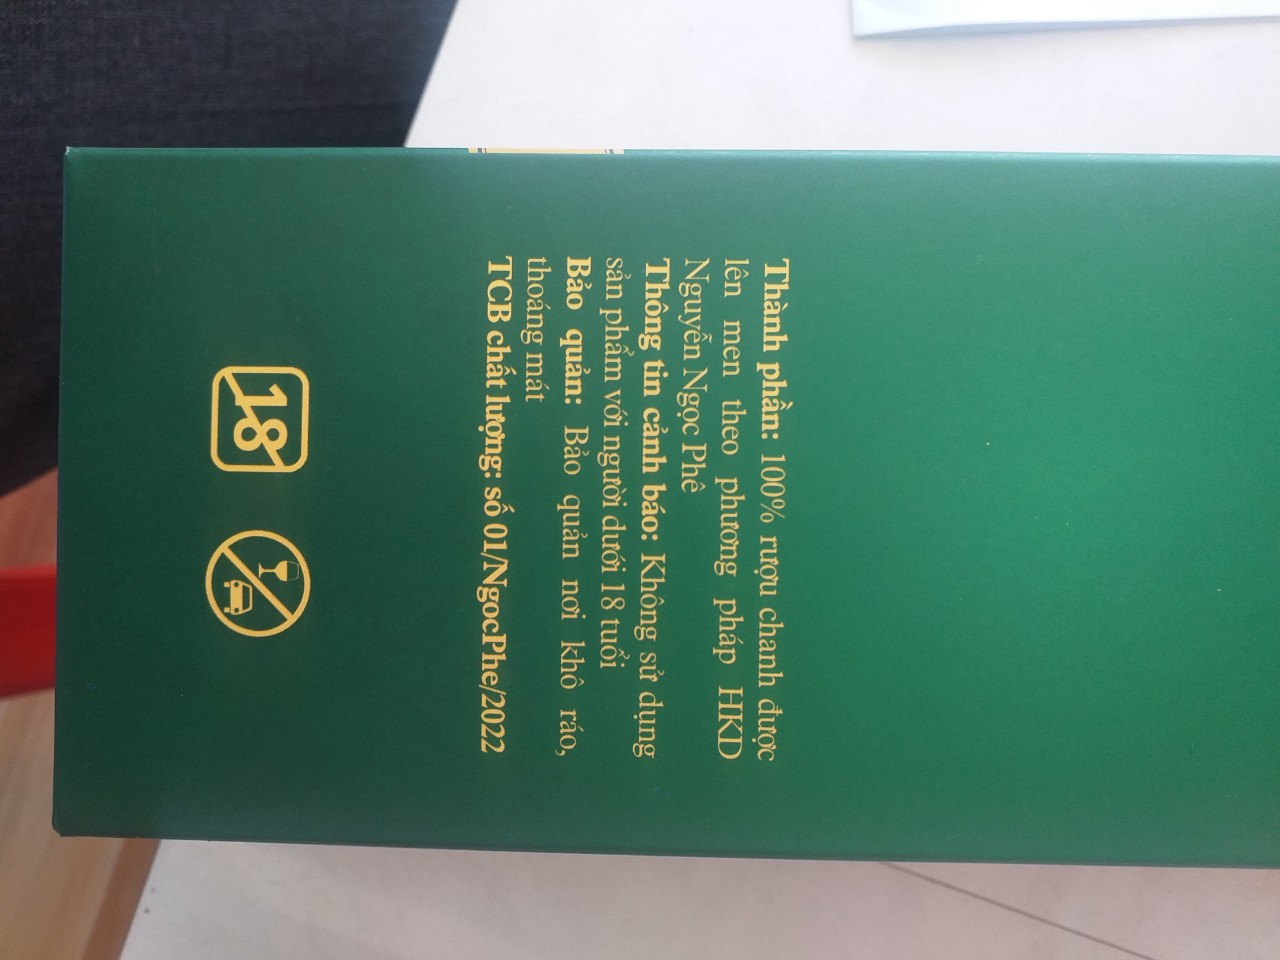 Thành phần: 100% rượu chanh được
lên men theo phương pháp HKD
Nguyễn Ngọc Phê
Thông tin cảnh báo: Không sử dụng
sản phẩm với người dưới 18 tuổi
Bảo quản: Bảo quản nơi khô ráo,
thoáng mát
TCB chất lượng: số 01/NgocPhe/2022
18